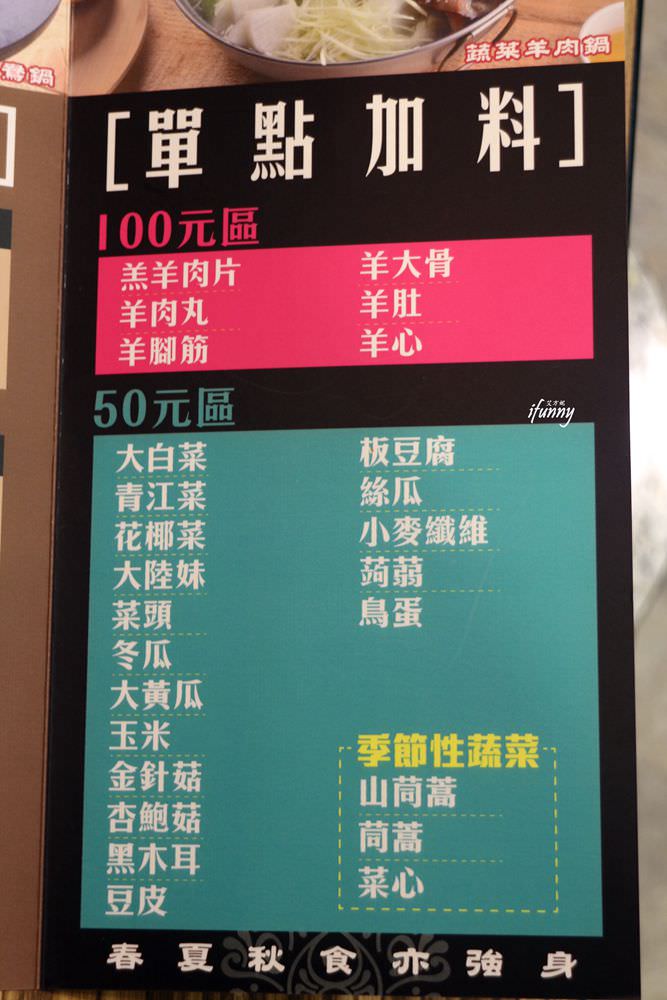 鴦鍋
蔬菜羊肉鍋
[單點加料]
100元區
羔羊肉片
羊肉丸
羊腳筋
羊大骨
羊肚
羊心
50元區
艾方妮
ifunny
大白菜
青江菜
花椰菜
大陸妹
菜頭
冬瓜
大黃瓜
玉米
金針菇
杏鮑菇
黑木耳
豆皮
板豆腐
絲瓜
小麥纖維
蒟蒻
鳥蛋
季節性蔬菜
山茼蒿
茼蒿
菜心
春夏秋食亦強身